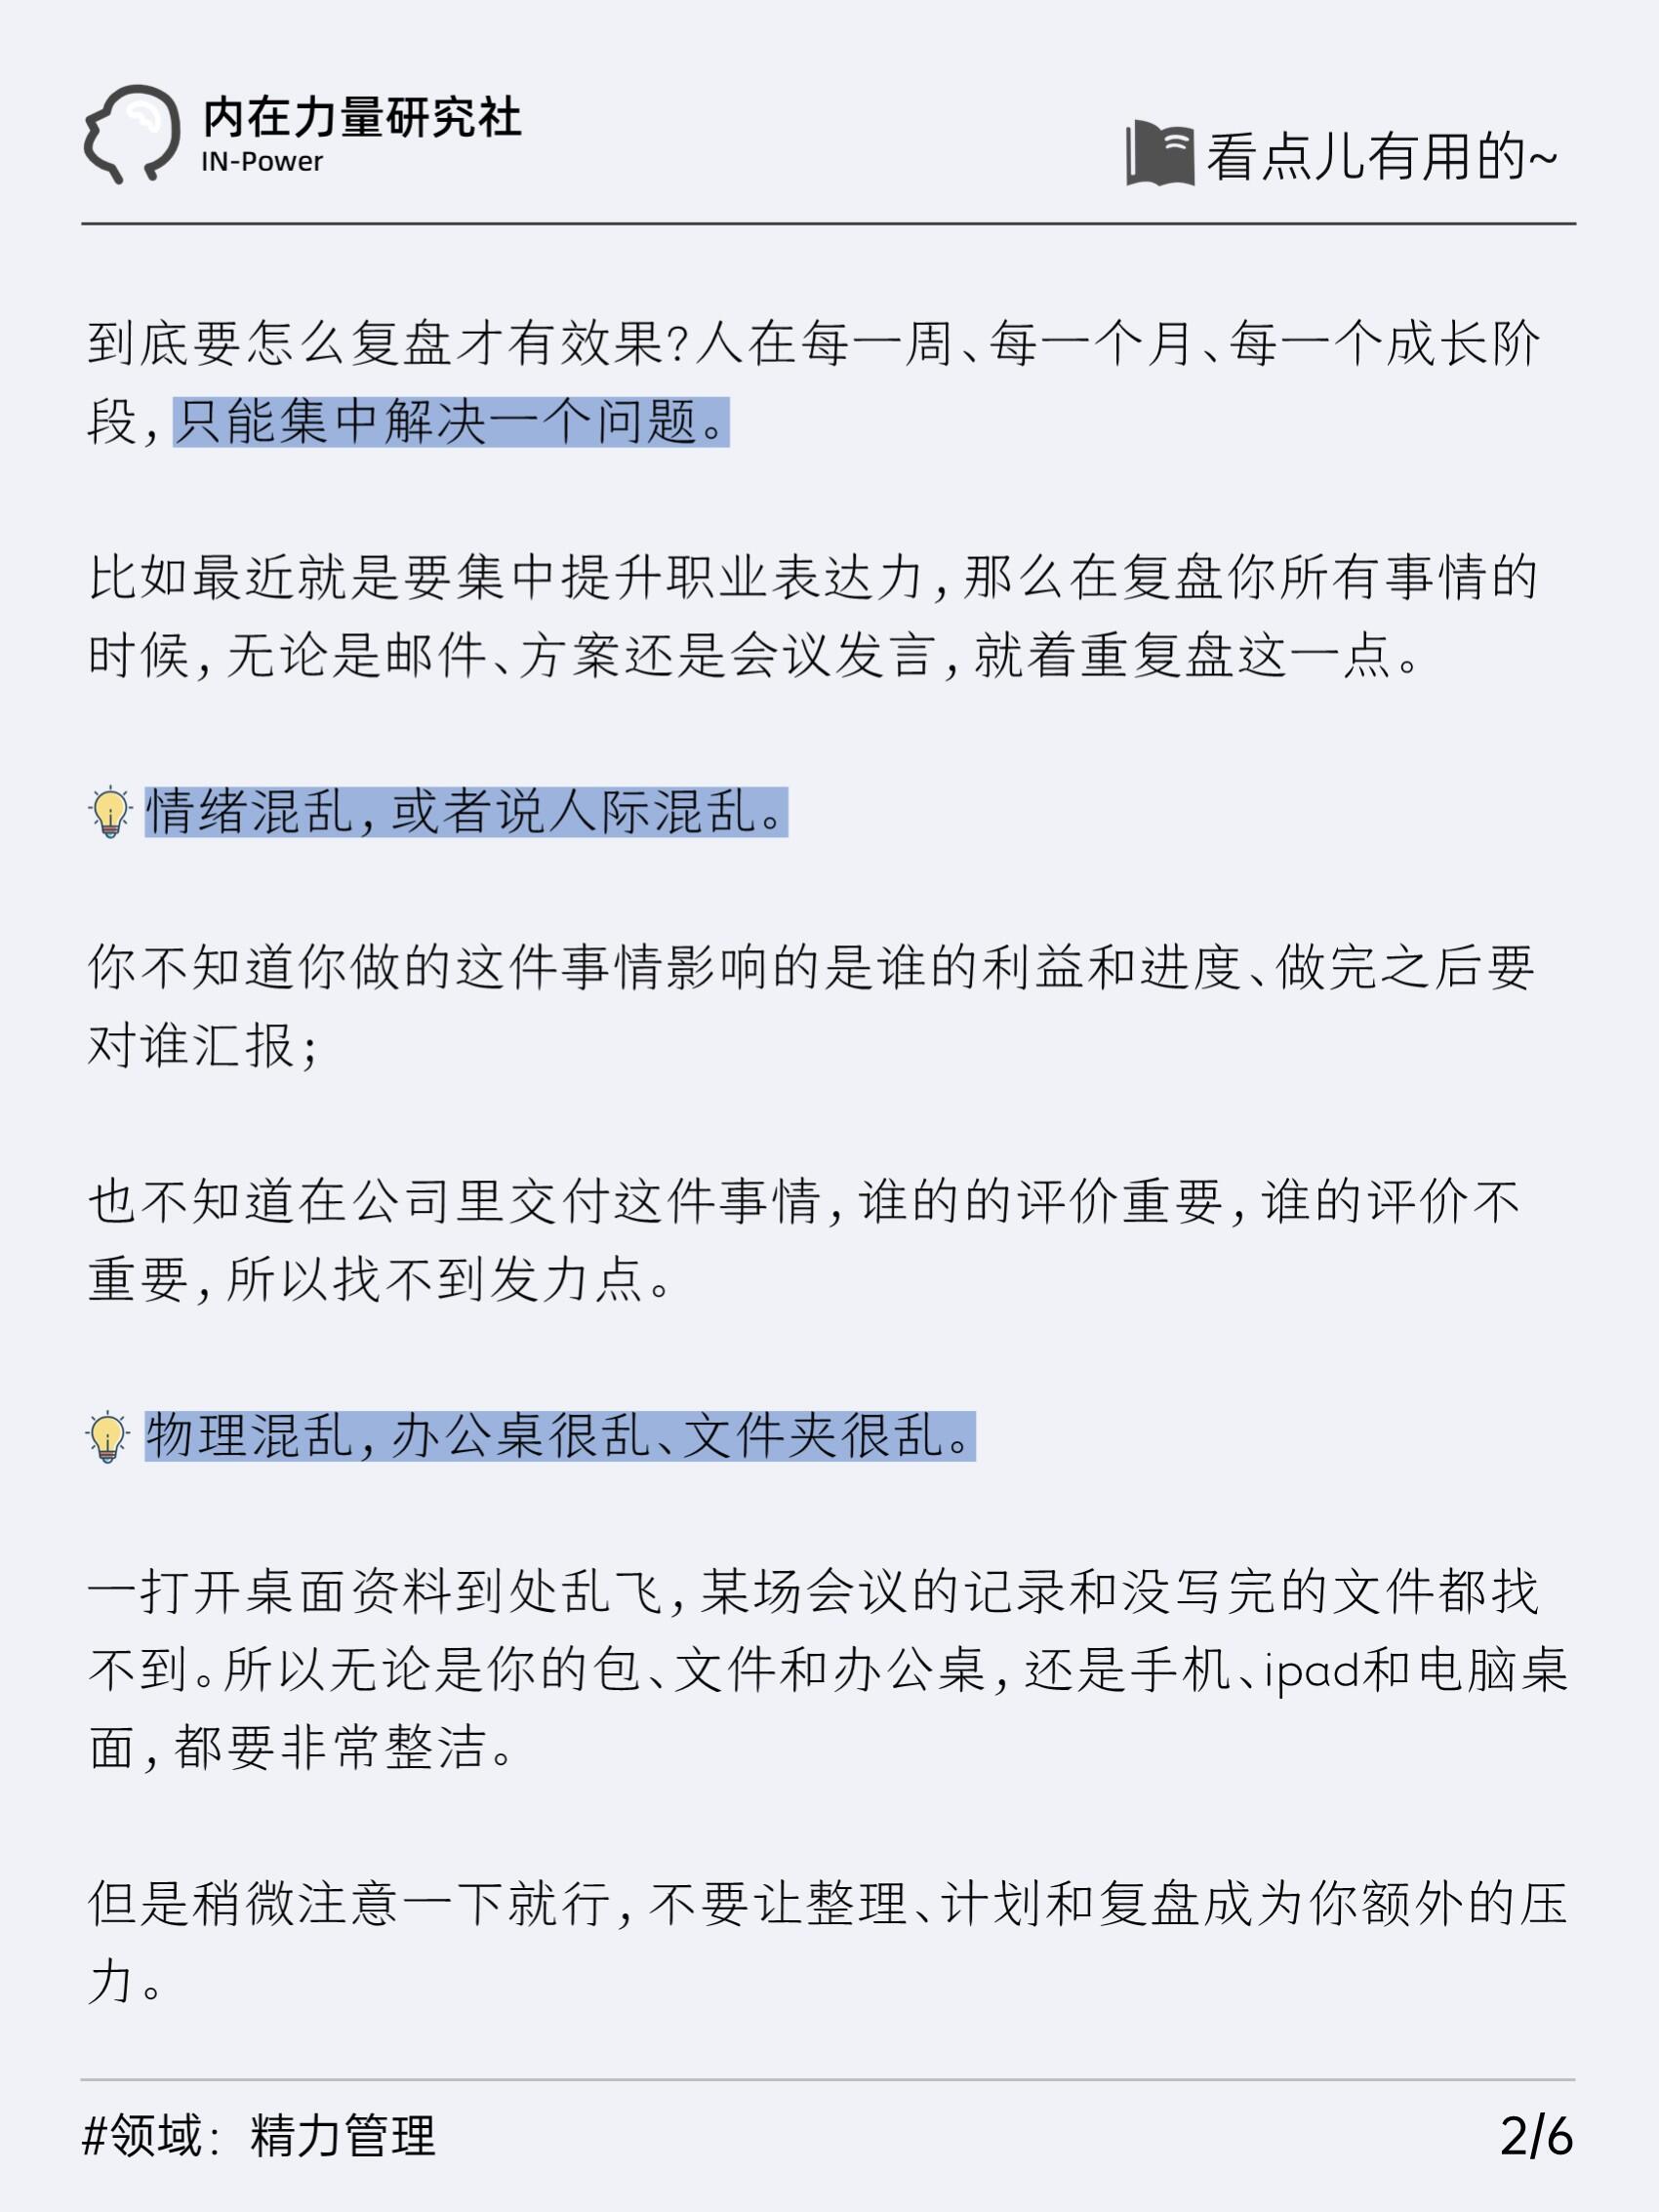 内在力量研究社
IN-Power
看点儿有用的~
到底要怎么复盘才有效果?人在每一周、每一个月、每一个成长阶
段,只能集中解决一个问题。
比如最近就是要集中提升职业表达力,那么在复盘你所有事情的
时候,无论是邮件、方案还是会议发言,就着重复盘这一点。
情绪混乱,或者说人际混乱。
你不知道你做的这件事情影响的是谁的利益和进度、做完之后要
对谁汇报;
也不知道在公司里交付这件事情,谁的的评价重要,谁的评价不
重要,所以找不到发力点。
物理混乱,办公桌很乱、文件夹很乱。
一打开桌面资料到处乱飞,某场会议的记录和没写完的文件都找
不到。所以无论是你的包、文件和办公桌,还是手机、ipad和电脑桌
面,都要非常整洁。
但是稍微注意一下就行,不要让整理、计划和复盘成为你额外的压
力。
#领域：精力管理
2/6